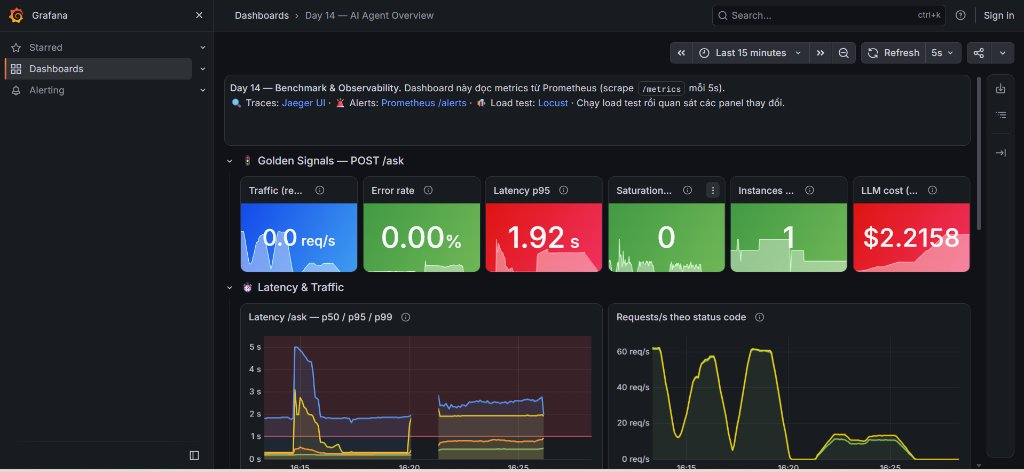 Grafana
Dashboards › Day 14 — AI Agent Overview
Search...
ctrl+k
Sign in
Starred
Dashboards
Alerting
Last 15 minutes
Refresh
5s
Day 14 — Benchmark & Observability. Dashboard này đọc metrics từ Prometheus (scrape /metrics mỗi 5s).
Traces: Jaeger UI · Alerts: Prometheus /alerts · Load test: Locust · Chạy load test rồi quan sát các panel thay đổi.
Golden Signals — POST /ask
Traffic (re...
Error rate
Latency p95
Saturation...
Instances ...
LLM cost (...
0.0 req/s
0.00%
1.92 s
0
1
$2.2158
Latency & Traffic
Latency /ask — p50 / p95 / p99
5 s
4 s
3 s
2 s
1 s
0 s
16:15
16:20
16:25
Requests/s theo status code
60 req/s
40 req/s
20 req/s
0 req/s
16:15
16:20
16:25